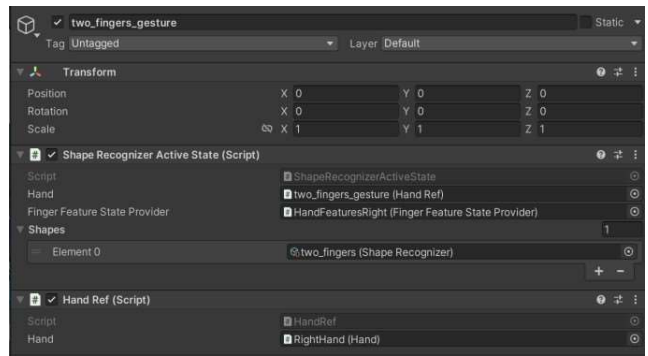 two_fingers_gesture Static
Tag Untagged Layer Default
Transform
Position X 0 Y 0 Z 0
Rotation X 0 Y 0 Z 0
Scale X 1 Y 1 Z 1
# Shape Recognizer Active State (Script)
Script # ShapeRecognizerActiveState
Hand # two_fingers_gesture (Hand Ref)
Finger Feature State Provider # HandFeaturesRight (Finger Feature State Provider)
Shapes 1
= Element 0 two_fingers (Shape Recognizer)
+ -
# Hand Ref (Script)
Script # HandRef
Hand # RightHand (Hand)